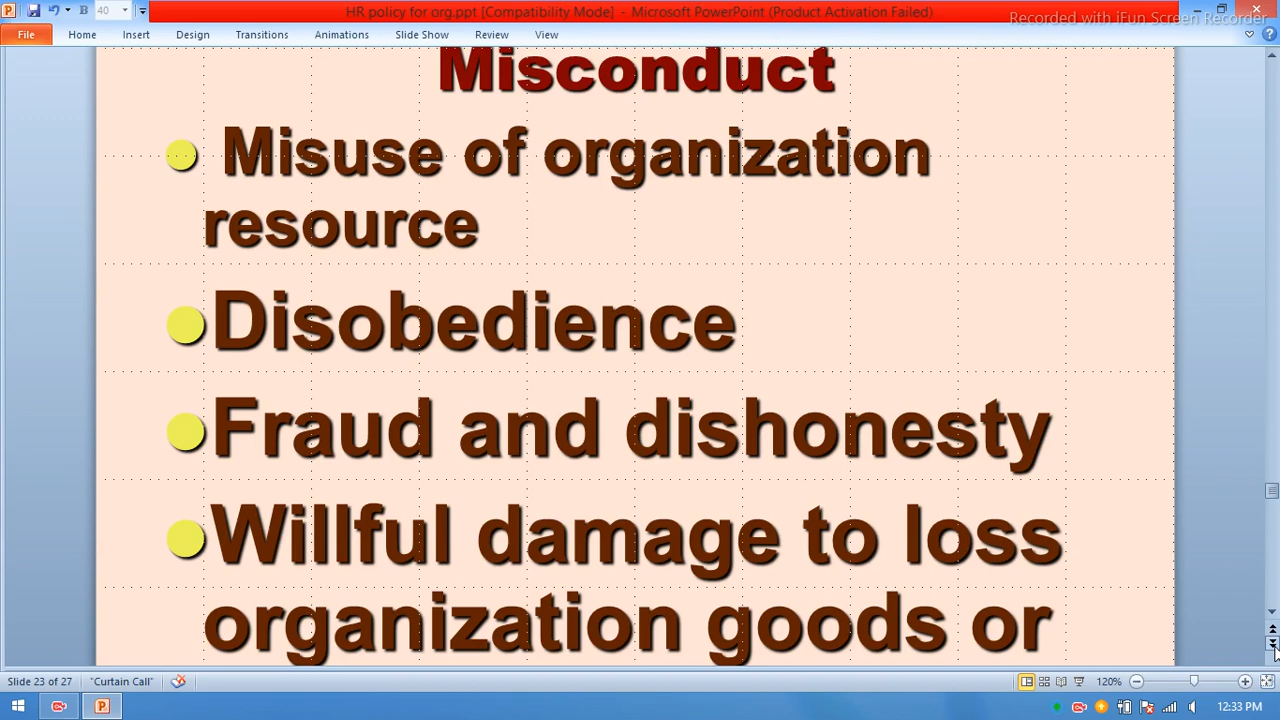 HR policy for org.ppt [Compatibility Mode] - Microsoft PowerPoint (Product Activation Failed)
Recorded with iFun Screen Recorder
B 40
File Home Insert Design Transitions Animations Slide Show Review View
Misconduct
Misuse of organization
resource
Disobedience
Fraud and dishonesty
Willful damage to loss
organization goods or
Slide 23 of 27 "Curtain Call" 120%
12:33 PM